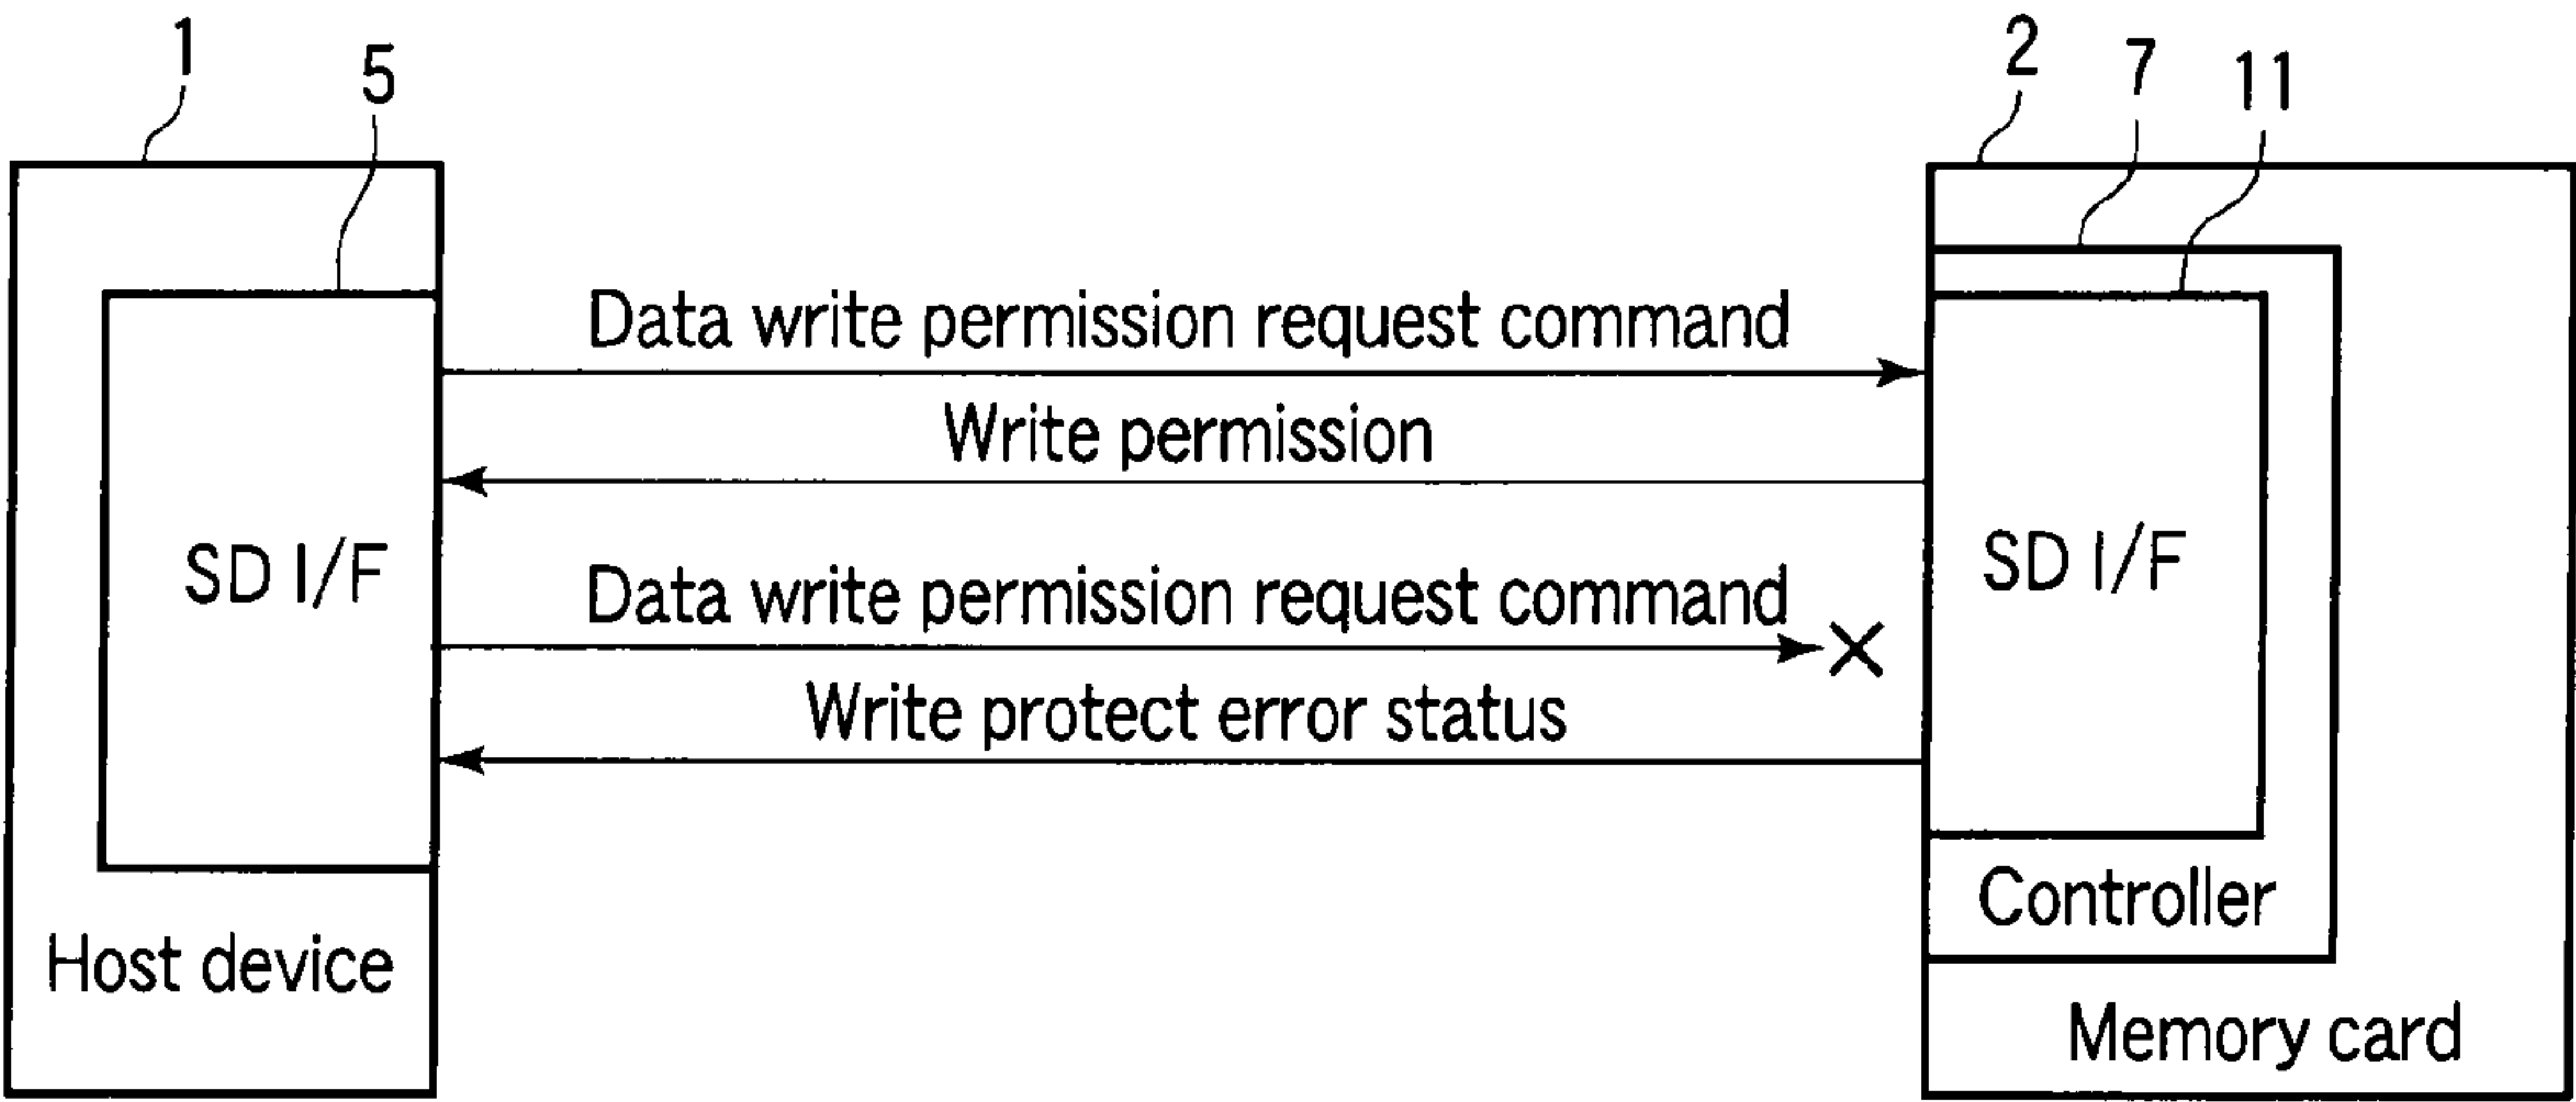 1
5
2
7
11
Data write permission request command
Write permission
SD I/F
SD I/F
Data write permission request command
Write protect error status
Controller
Host device
Memory card